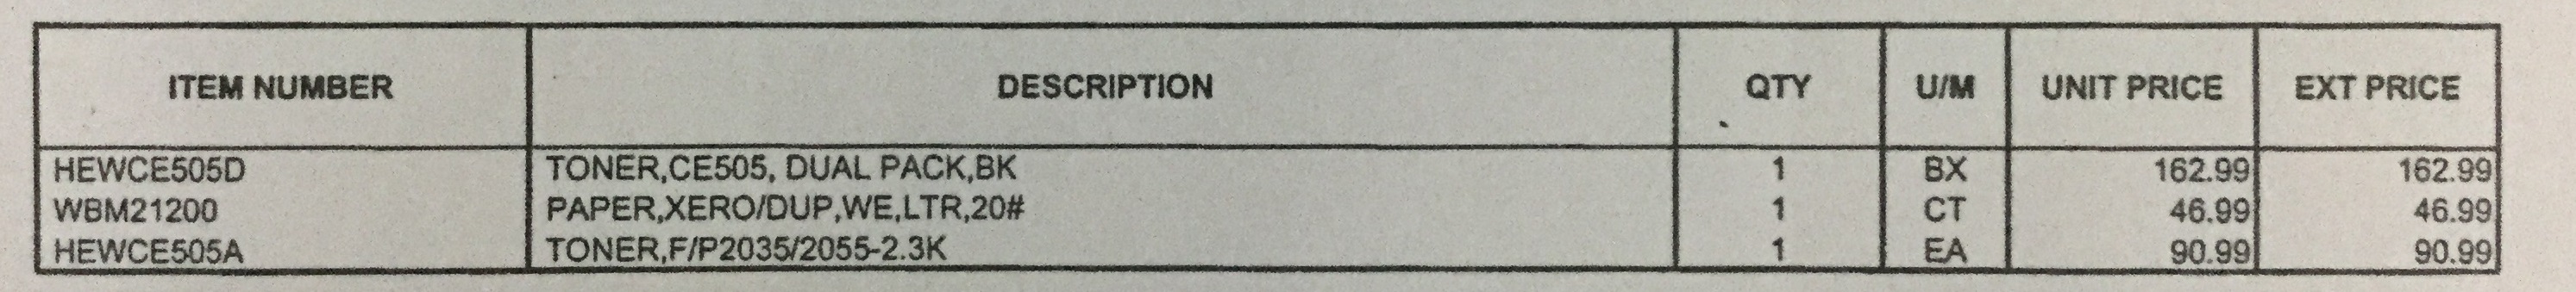 ITEM NUMBER DESCRIPTION QTY U/M UNIT PRICE EXT PRICE
HEWCE505D TONER,CE505, DUAL PACK,BK 1 BX 162.99 162.99
WBM21200 PAPER,XERO/DUP,WE,LTR,20# 1 CT 46.99 46.99
HEWCE505A TONER,F/P2035/2055-2.3K 1 EA 90.99 90.99